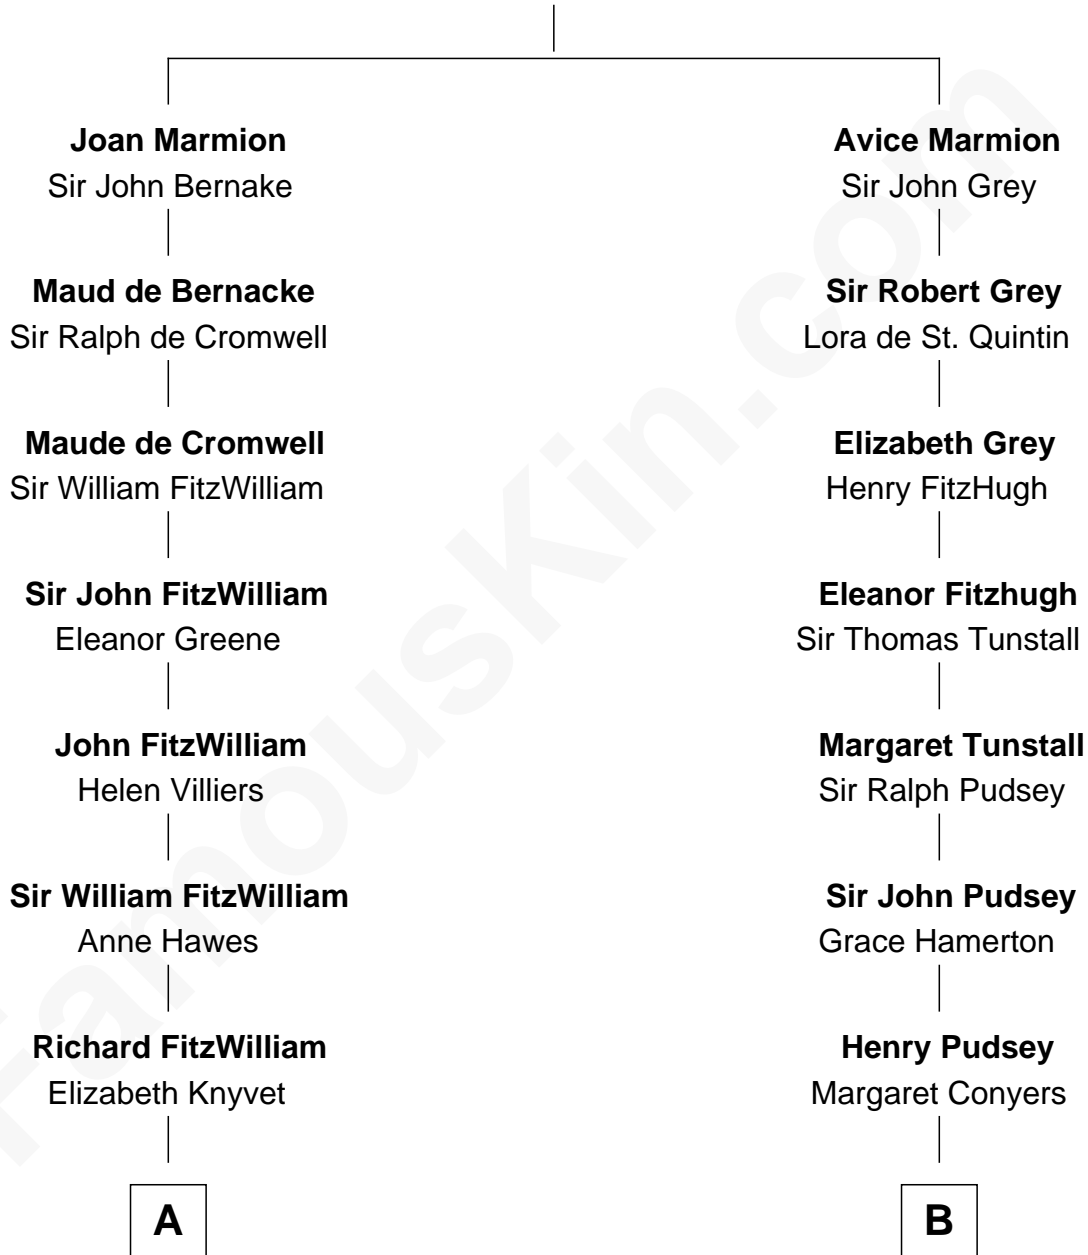 Joan Marmion
Sir John Bernake
Maud de Bernacke
Sir Ralph de Cromwell
Maude de Cromwell
Sir William FitzWilliam
Sir John FitzWilliam
Eleanor Greene
John FitzWilliam
Helen Villiers
Sir William FitzWilliam
Anne Hawes
Richard FitzWilliam
Elizabeth Knyvet
A
Avice Marmion
Sir John Grey
Sir Robert Grey
Lora de St. Quintin
Elizabeth Grey
Henry FitzHugh
Eleanor Fitzhugh
Sir Thomas Tunstall
Margaret Tunstall
Sir Ralph Pudsey
Sir John Pudsey
Grace Hamerton
Henry Pudsey
Margaret Conyers
B
FamousKin.com